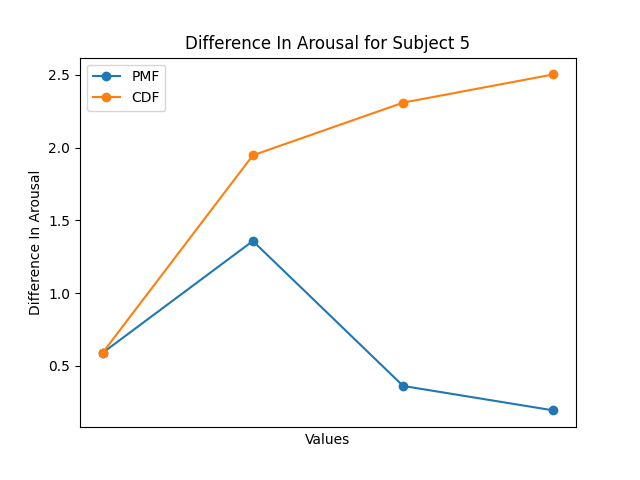 Difference In Arousal for Subject 5
PMF
CDF
2.5
2.0
1.5
1.0
0.5
Difference In Arousal
Values